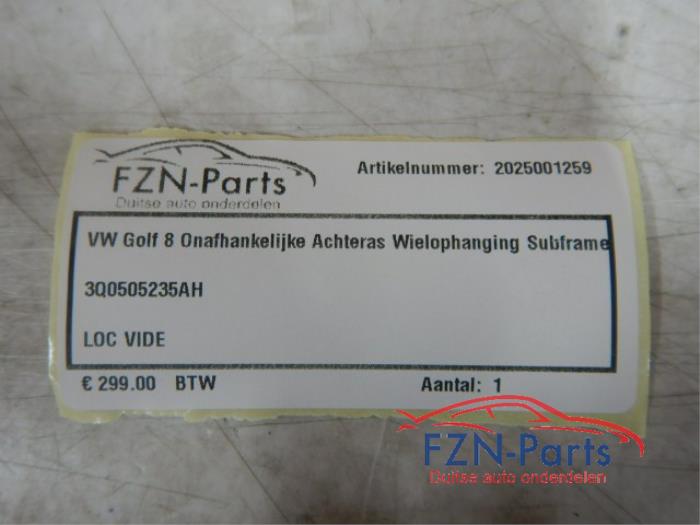 FZN-Parts
Duitse auto onderdelen
Artikelnummer: 2025001259
VW Golf 8 Onafhankelijke Achteras Wielophanging Subframe
3Q0505235AH
LOC VIDE
€ 299.00 BTW
Aantal: 1
FZN-Parts
Duitse auto onderdelen